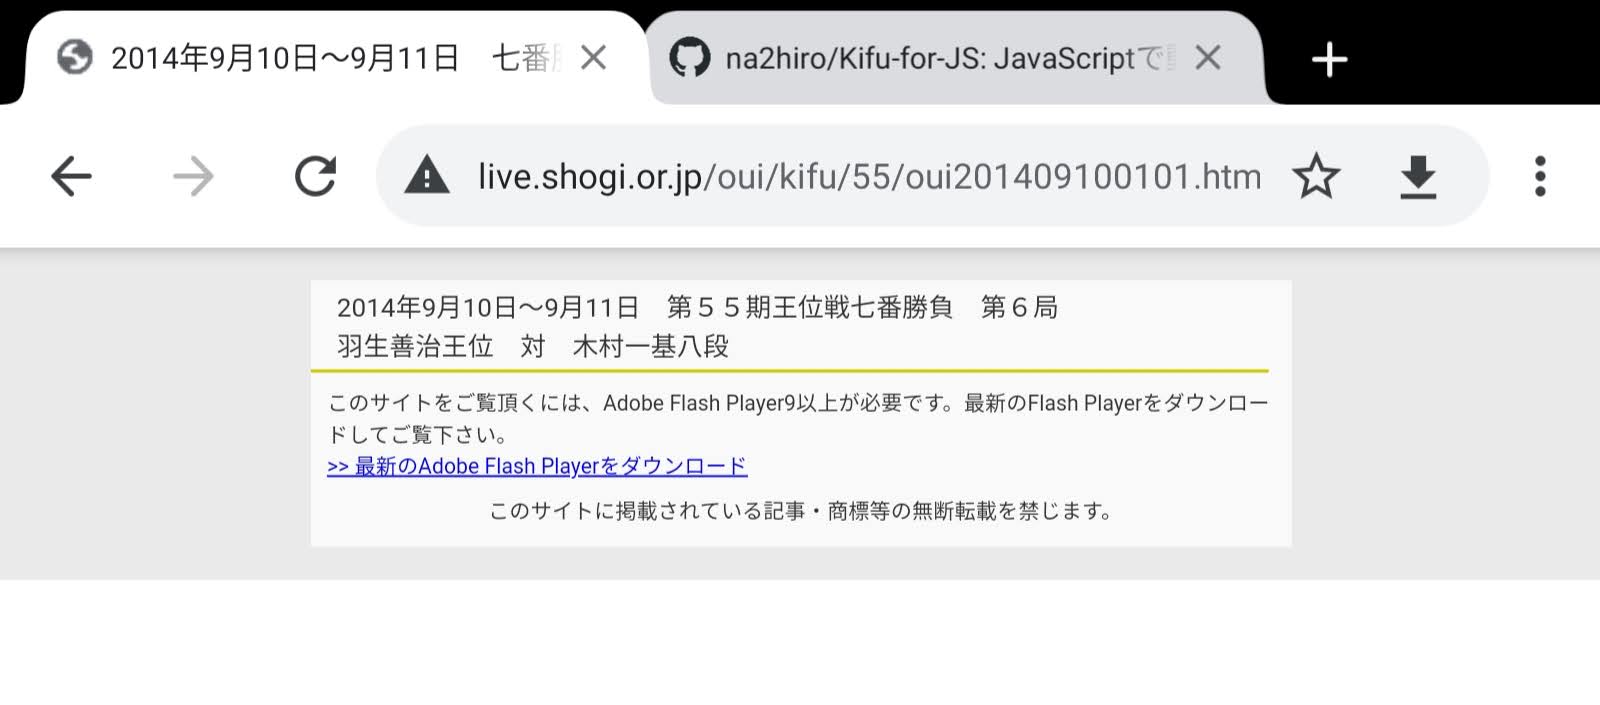 2014年9月10日〜9月11日　七番
na2hiro/Kifu-for-JS: JavaScriptで
live.shogi.or.jp/oui/kifu/55/oui201409100101.htm
2014年9月10日〜9月11日　第５５期王位戦七番勝負　第６局
羽生善治王位　対　木村一基八段
このサイトをご覧頂くには、Adobe Flash Player9以上が必要です。最新のFlash Playerをダウンロー
ドしてご覧下さい。
>> 最新のAdobe Flash Playerをダウンロード
このサイトに掲載されている記事・商標等の無断転載を禁じます。